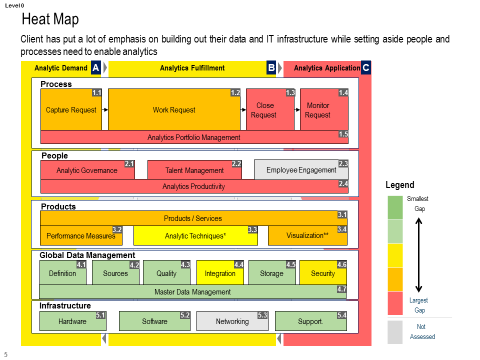 Level 0
Heat Map
Client has put a lot of emphasis on building out their data and IT infrastructure while setting aside people and
processes need to enable analytics
Analytic Demand A Analytics Fulfillment B Analytics Application C
Process
1.1 1.2 1.3 1.4
Capture Request Work Request Close
Request Monitor
Request
Analytics Portfolio Management 1.5
People
2.1 2.2 2.3
Analytic Governance Talent Management Employee Engagement
Analytics Productivity 2.4
Products
Products / Services 3.1
3.2 3.3 3.4
Performance Measures Analytic Techniques* Visualization**
Global Data Management
4.1 4.2 4.3 4.4 4.5 4.6
Definition Sources Quality Integration Storage Security
Master Data Management 4.7
Infrastructure
5.1 5.2 5.3 5.4
Hardware Software Networking Support
Legend
Smallest
Gap
Largest
Gap
Not
Assessed
5